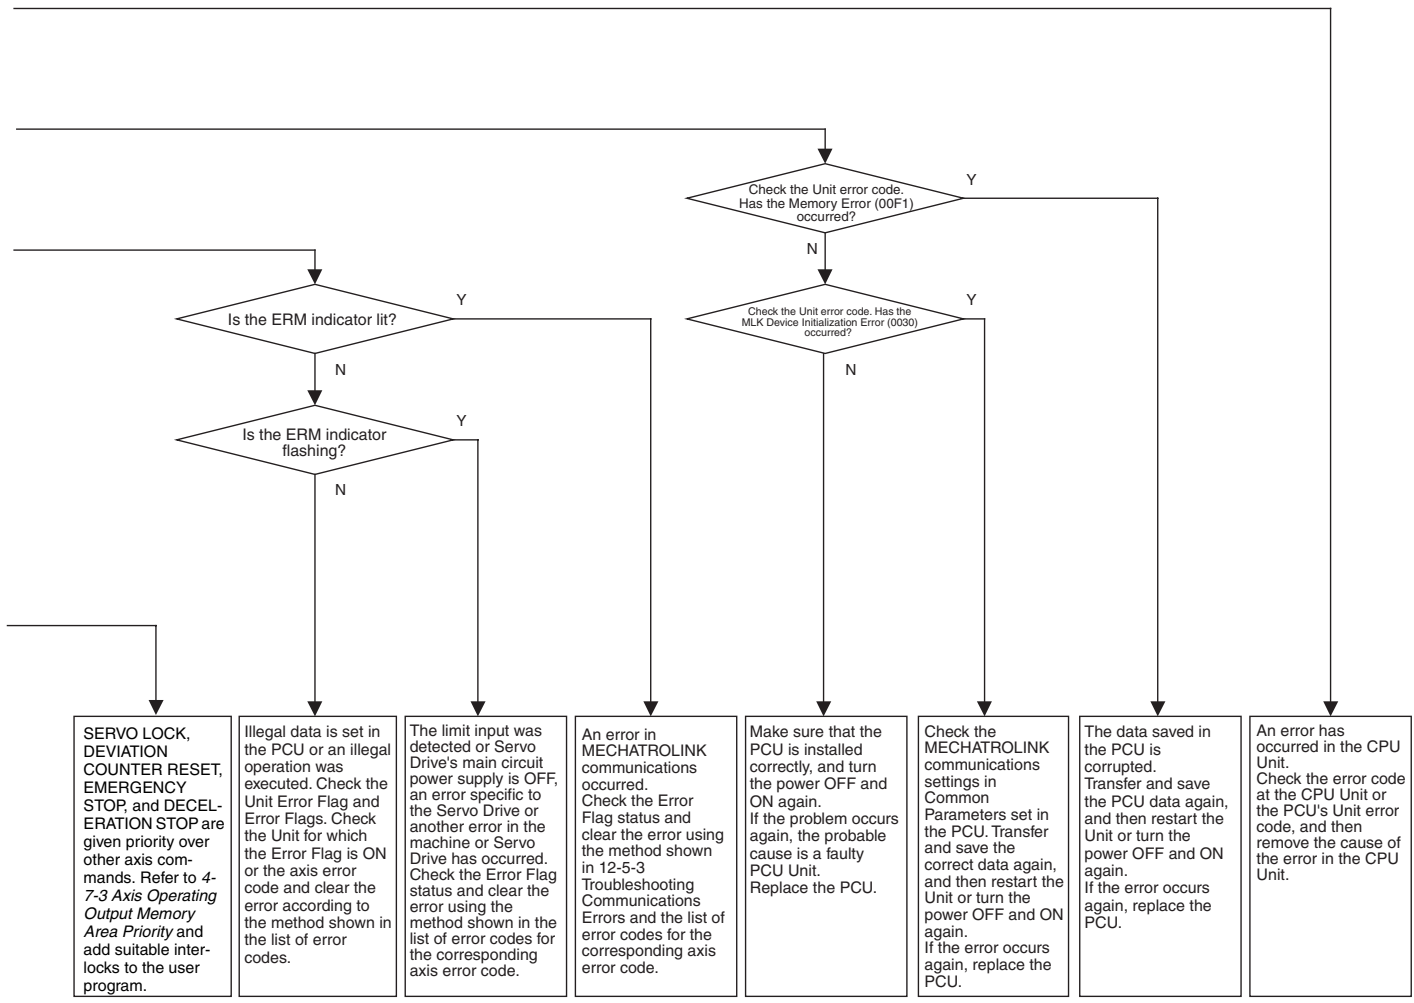 Check the Unit error code.
Has the Memory Error (00F1)
occurred?
Y
N
Is the ERM indicator lit?
Y
N
Check the Unit error code. Has the
MLK Device Initialization Error (0030)
occurred?
Y
N
Is the ERM indicator
flashing?
Y
N
SERVO LOCK,
DEVIATION
COUNTER RESET,
EMERGENCY
STOP, and DECEL-
ERATION STOP are
given priority over
other axis com-
mands. Refer to 4-
7-3 Axis Operating
Output Memory
Area Priority and
add suitable inter-
locks to the user
program.
Illegal data is set in
the PCU or an illegal
operation was
executed. Check the
Unit Error Flag and
Error Flags. Check
the Unit for which
the Error Flag is ON
or the axis error
code and clear the
error according to
the method shown in
the list of error
codes.
The limit input was
detected or Servo
Drive's main circuit
power supply is OFF,
an error specific to
the Servo Drive or
another error in the
machine or Servo
Drive has occurred.
Check the Error Flag
status and clear the
error using the
method shown in the
list of error codes for
the corresponding
axis error code.
An error in
MECHATROLINK
communications
occurred.
Check the Error
Flag status and
clear the error using
the method shown
in 12-5-3
Troubleshooting
Communications
Errors and the list of
error codes for the
corresponding axis
error code.
Make sure that the
PCU is installed
correctly, and turn
the power OFF and
ON again.
If the problem occurs
again, the probable
cause is a faulty
PCU Unit.
Replace the PCU.
Check the
MECHATROLINK
communications
settings in
Common
Parameters set in
the PCU. Transfer
and save the
correct data again,
and then restart the
Unit or turn the
power OFF and ON
again.
If the error occurs
again, replace the
PCU.
The data saved in
the PCU is
corrupted.
Transfer and save
the PCU data again,
and then restart the
Unit or turn the
power OFF and ON
again.
If the error occurs
again, replace the
PCU.
An error has
occurred in the CPU
Unit.
Check the error code
at the CPU Unit or
the PCU's Unit error
code, and then
remove the cause of
the error in the CPU
Unit.